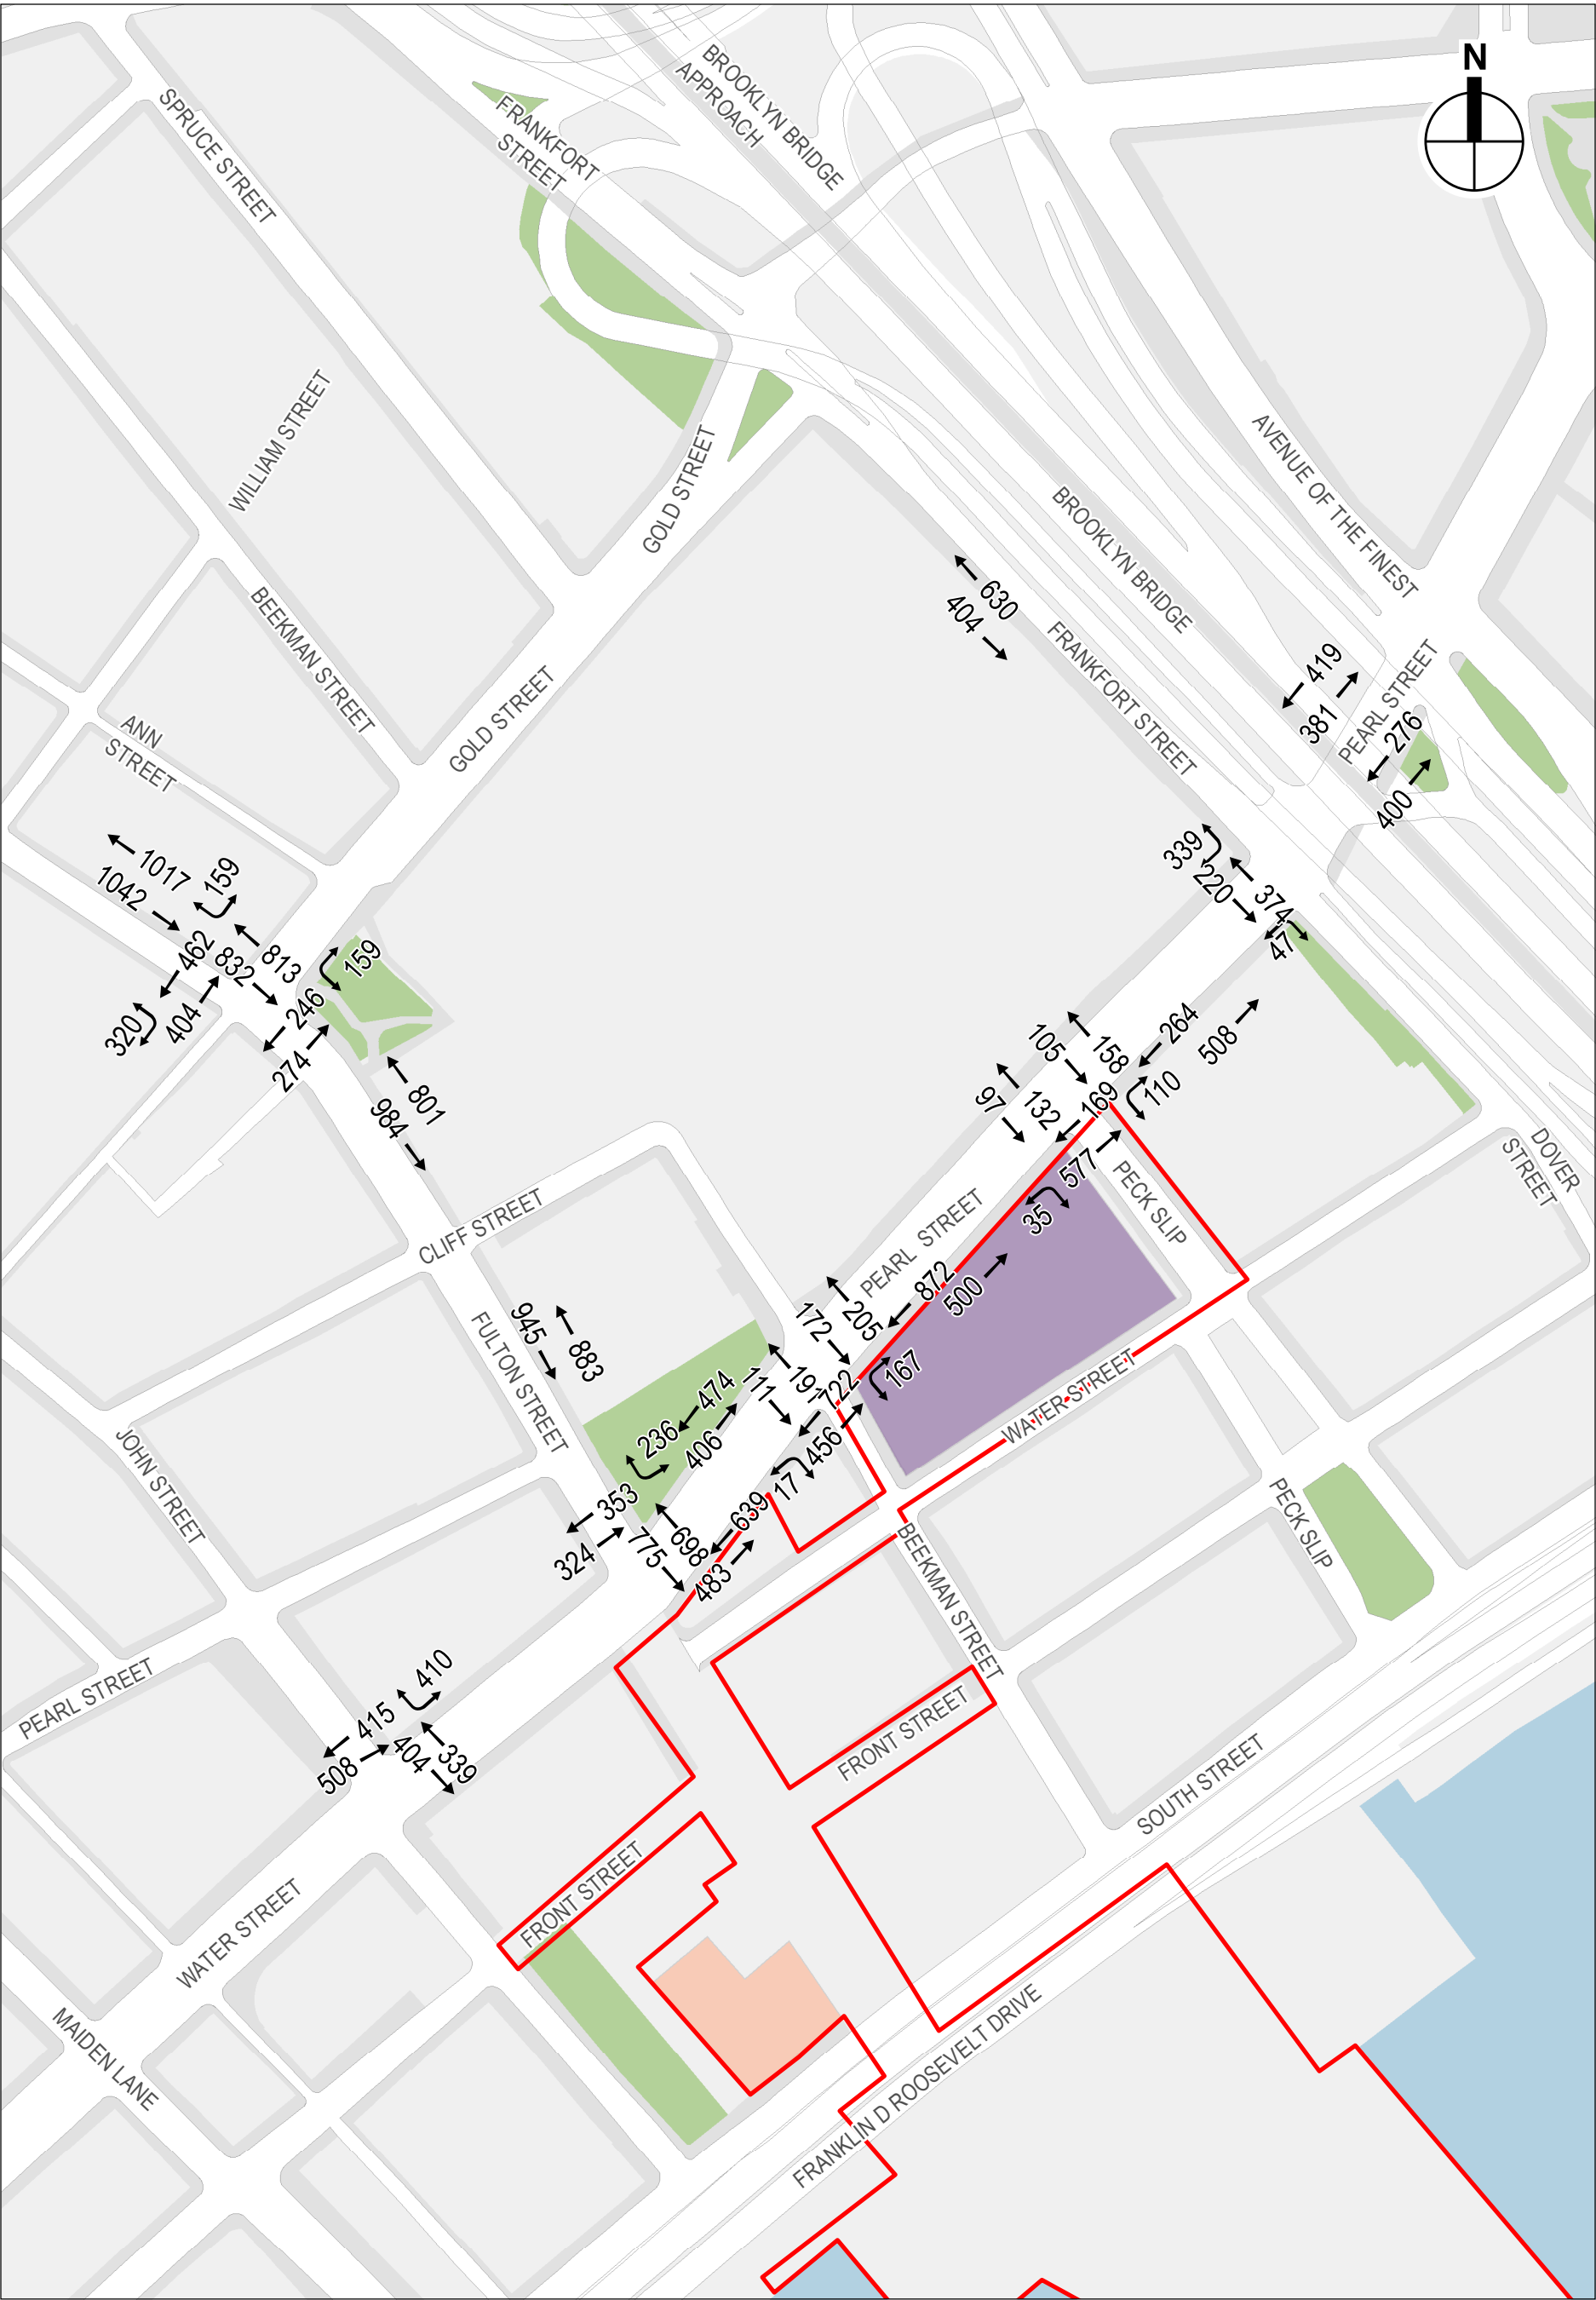 N
BROOKLYN BRIDGE
APPROACH
FRANKFORT
STREET
SPRUCE STREET
WILLIAM STREET
GOLD STREET
AVENUE OF THE FINEST
BROOKLYN BRIDGE
BEEKMAN STREET
630
404
FRANKFORT STREET
419
381
PEARL STREET
276
400
GOLD STREET
ANN
STREET
1017
1042
159
462
832
813
159
320
404
246
274
801
984
339
220
374
47
105
158
264
508
97
132
169
110
577
35
PECK SLIP
DOVER
STREET
CLIFF STREET
PEARL STREET
872
500
945
883
FULTON STREET
172
205
167
191
111
722
474
236
406
456
17
WATER STREET
353
324
639
698
775
483
JOHN STREET
PECK SLIP
BEEKMAN STREET
PEARL STREET
410
415
508
404
339
FRONT STREET
SOUTH STREET
FRONT STREET
WATER STREET
MAIDEN LANE
FRANKLIN D ROOSEVELT DRIVE